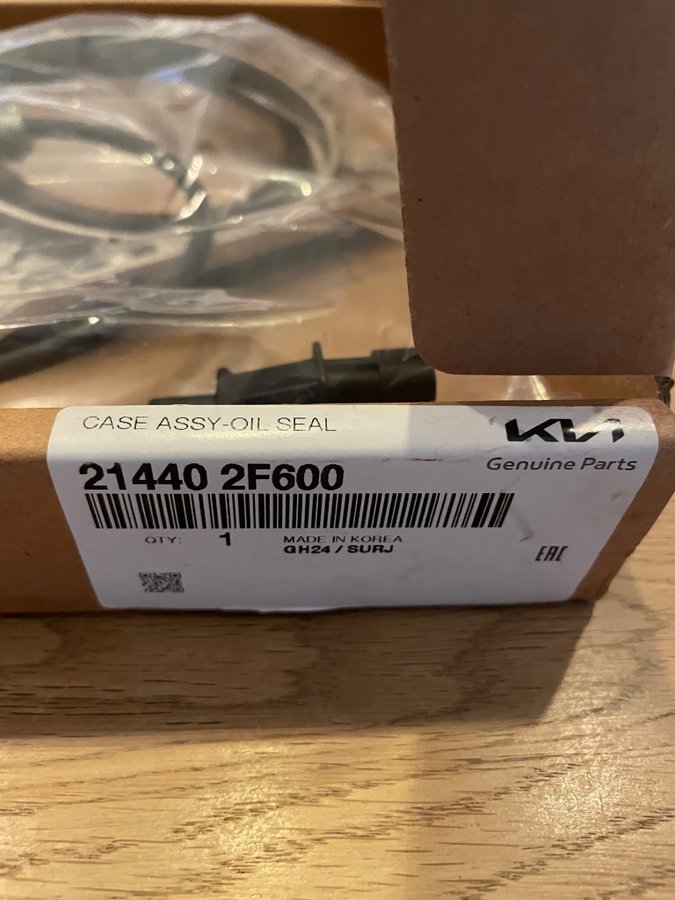 CASE ASSY-OIL SEAL
KIA
21440 2F600
Genuine Parts
QTY: 1
MADE IN KOREA
GH24 / SURJ
EAC